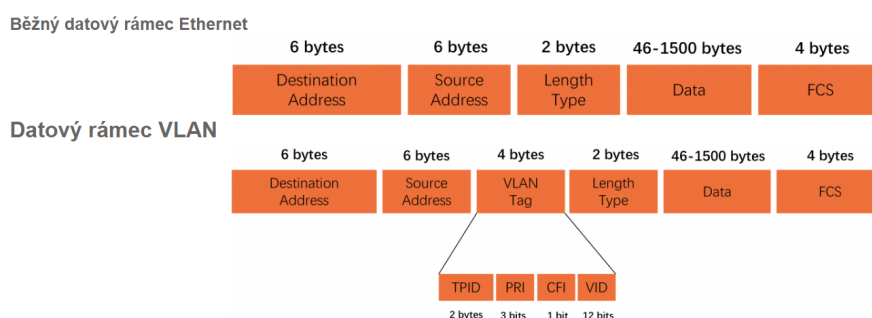 Běžný datový rámec Ethernet
6 bytes 6 bytes 2 bytes 46-1500 bytes 4 bytes
Destination Address Source Address Length Type Data FCS
Datový rámec VLAN
6 bytes 6 bytes 4 bytes 2 bytes 46-1500 bytes 4 bytes
Destination Address Source Address VLAN Tag Length Type Data FCS
TPID PRI CFI VID
2 bytes 3 bits 1 bit 12 bits